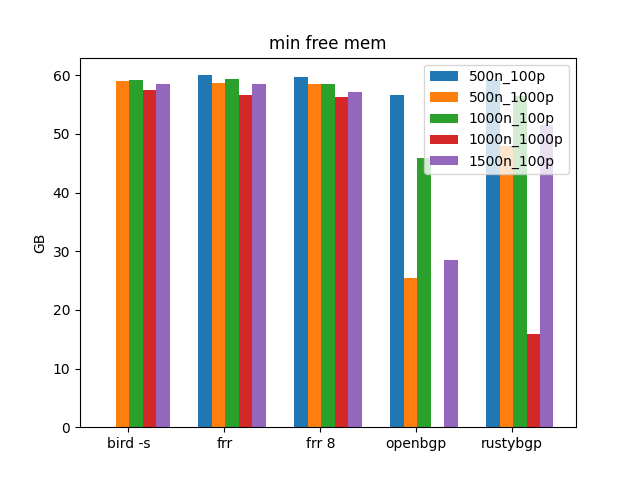 min free mem
500n_100p
500n_1000p
1000n_100p
1000n_1000p
1500n_100p
GB
60
50
40
30
20
10
0
bird -s
frr
frr 8
openbgp
rustybgp